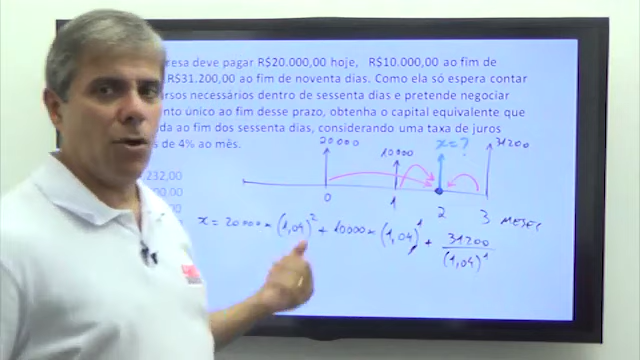 resa deve pagar R$20.000,00 hoje, R$10.000,00 ao fim de
R$31.200,00 ao fim de noventa dias. Como ela só espera contar
ursos necessários dentro de sessenta dias e pretende negociar
nto único ao fim desse prazo, obtenha o capital equivalente que
da ao fim dos sessenta dias, considerando uma taxa de juros
s de 4% ao mês.
20000 10000 x=? 31200
232,00
00,00
0 1 2 3 MESES
x = 20000 * (1,04)² + 10000 * (1,04)¹ + 31200 / (1,04)¹